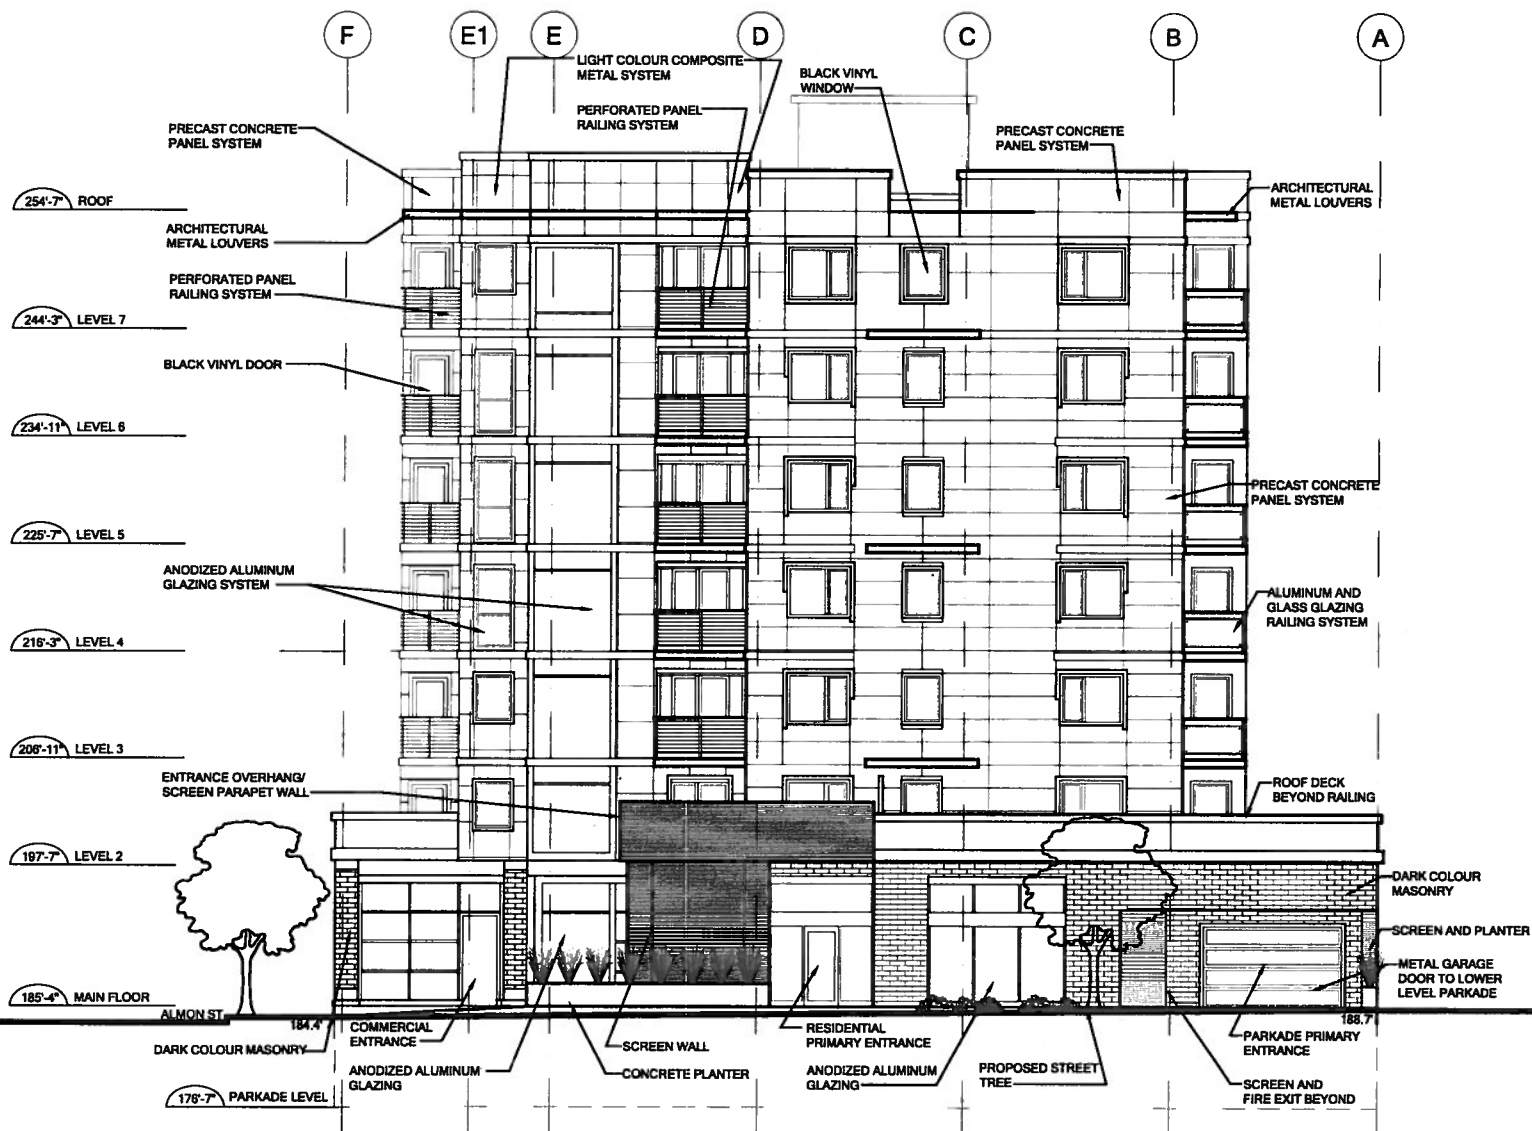 F
E1
E
D
C
B
A
LIGHT COLOUR COMPOSITE
METAL SYSTEM
BLACK VINYL
WINDOW
PERFORATED PANEL
RAILING SYSTEM
PRECAST CONCRETE
PANEL SYSTEM
PRECAST CONCRETE
PANEL SYSTEM
254'-7" ROOF
ARCHITECTURAL
METAL LOUVERS
ARCHITECTURAL
METAL LOUVERS
PERFORATED PANEL
RAILING SYSTEM
244'-3" LEVEL 7
BLACK VINYL DOOR
234'-11" LEVEL 6
PRECAST CONCRETE
PANEL SYSTEM
225'-7" LEVEL 5
ANODIZED ALUMINUM
GLAZING SYSTEM
ALUMINUM AND
GLASS GLAZING
RAILING SYSTEM
216'-3" LEVEL 4
206'-11" LEVEL 3
ENTRANCE OVERHANG/
SCREEN PARAPET WALL
ROOF DECK
BEYOND RAILING
197'-7" LEVEL 2
DARK COLOUR
MASONRY
SCREEN AND PLANTER
METAL GARAGE
DOOR TO LOWER
LEVEL PARKADE
185'-4" MAIN FLOOR
ALMON ST.
184.4'
188.7'
COMMERCIAL
ENTRANCE
RESIDENTIAL
PRIMARY ENTRANCE
PARKADE PRIMARY
ENTRANCE
DARK COLOUR MASONRY
SCREEN WALL
ANODIZED ALUMINUM
GLAZING
CONCRETE PLANTER
ANODIZED ALUMINUM
GLAZING
PROPOSED STREET
TREE
SCREEN AND
FIRE EXIT BEYOND
176'-7" PARKADE LEVEL